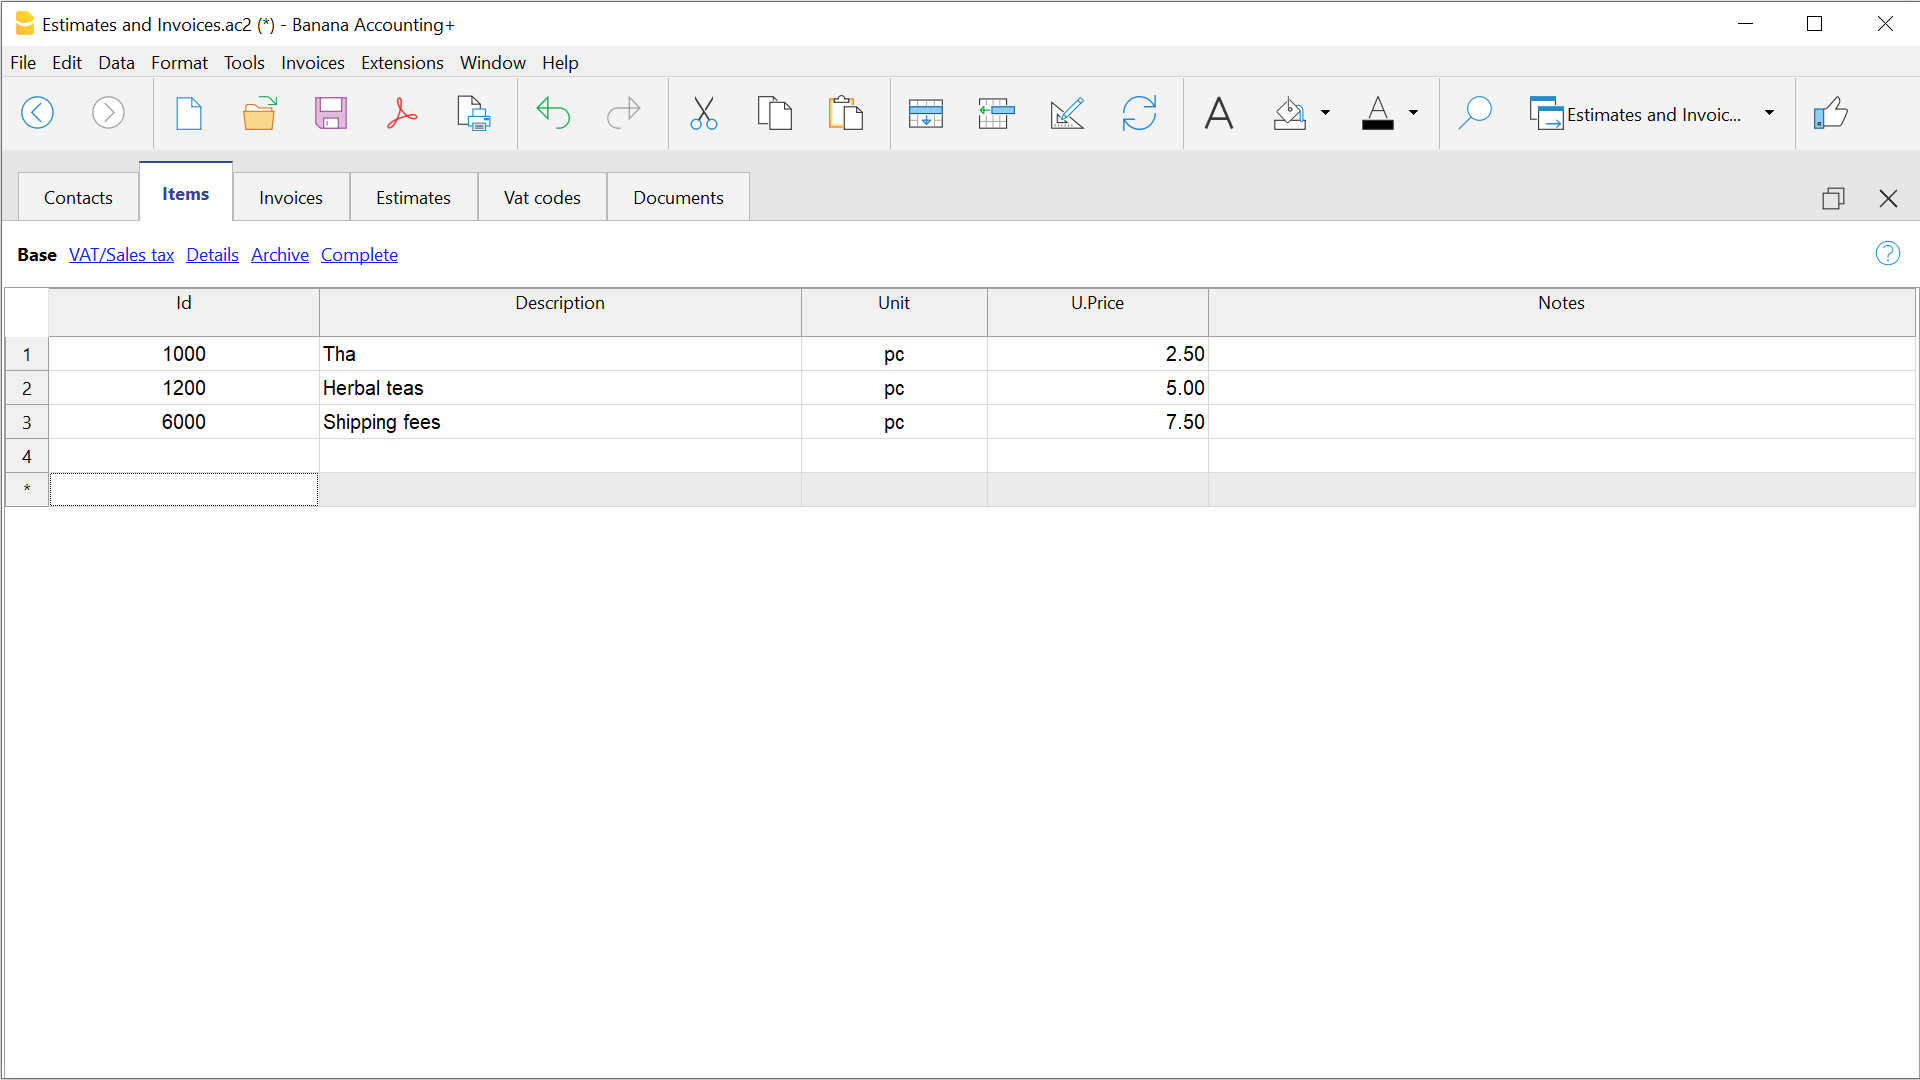 Estimates and Invoices.ac2 (*) - Banana Accounting+
File Edit Data Format Tools Invoices Extensions Window Help
Estimates and Invoic...
Contacts Items Invoices Estimates Vat codes Documents
Base VAT/Sales tax Details Archive Complete
Id Description Unit U.Price Notes
1 1000 Tha pc 2.50
2 1200 Herbal teas pc 5.00
3 6000 Shipping fees pc 7.50
4
*